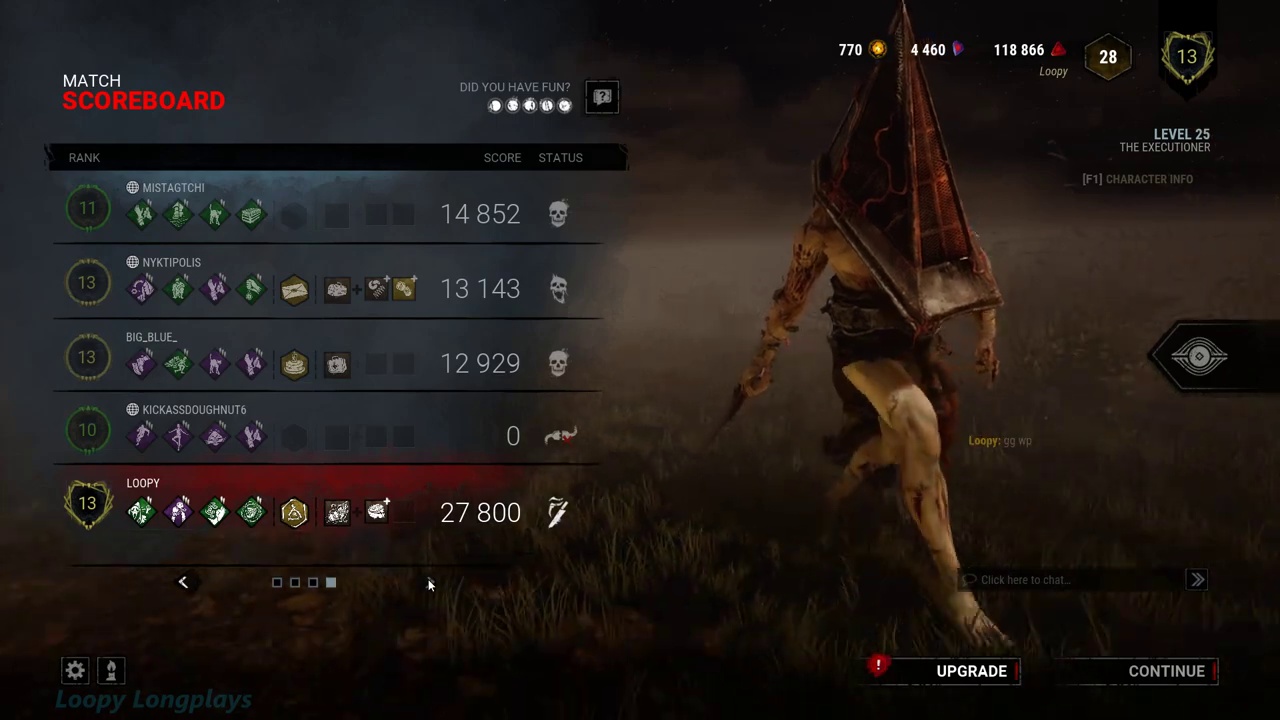 770
4 460
118 866
Loopy
28
13
MATCH
SCOREBOARD
DID YOU HAVE FUN?
LEVEL 25
THE EXECUTIONER
[F1] CHARACTER INFO
RANK SCORE STATUS
11 MISTAGTCHI 14 852
13 NYKTIPOLIS 13 143
13 BIG_BLUE_ 12 929
10 KICKASSDOUGHNUT6 0
13 LOOPY 27 800
Loopy: gg wp
Click here to chat...
UPGRADE
CONTINUE
Loopy Longplays